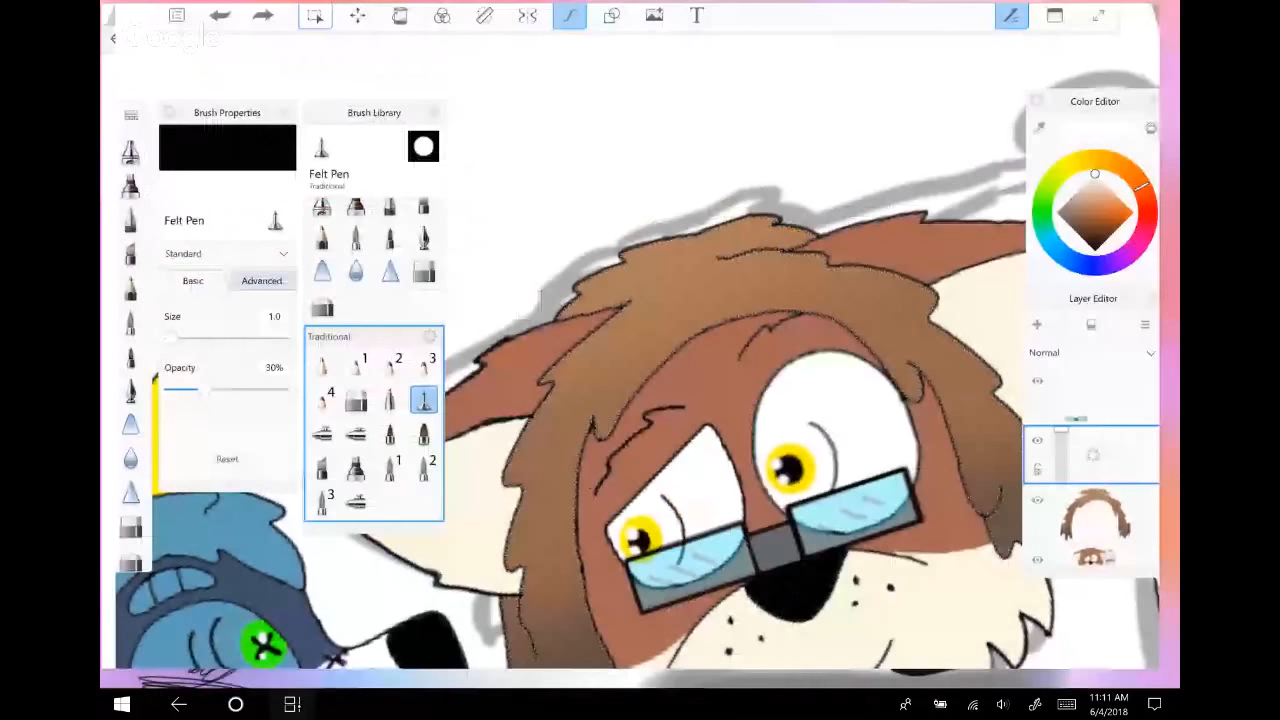 T
Google
Brush Properties
Brush Library
Color Editor
Felt Pen
Traditional
Felt Pen
Standard
Basic
Advanced
Size
1.0
Opacity
30%
Reset
Traditional
1
2
3
4
1
2
3
Layer Editor
Normal
11:11 AM
6/4/2018